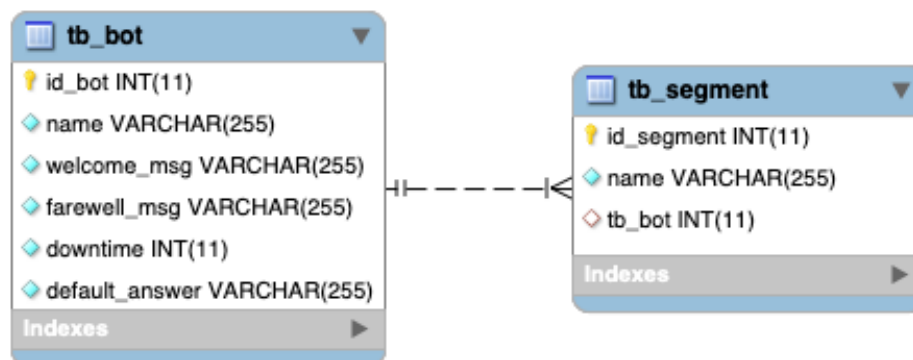 tb_bot
id_bot INT(11)
name VARCHAR(255)
welcome_msg VARCHAR(255)
farewell_msg VARCHAR(255)
downtime INT(11)
default_answer VARCHAR(255)
Indexes
tb_segment
id_segment INT(11)
name VARCHAR(255)
tb_bot INT(11)
Indexes